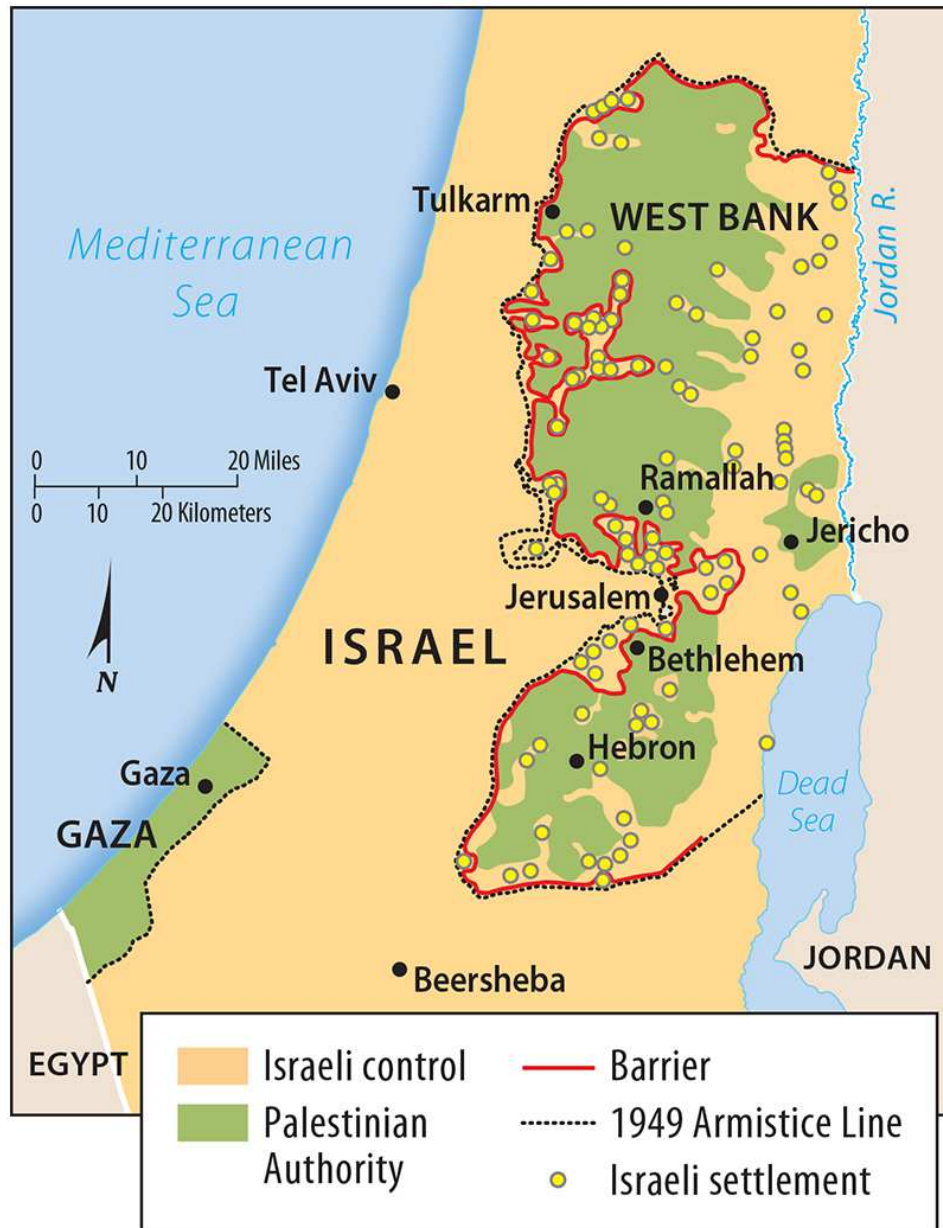 Mediterranean
Sea
Tulkarm
WEST BANK
Jordan R.
Tel Aviv
0 10 20 Miles
0 10 20 Kilometers
Ramallah
Jericho
Jerusalem
ISRAEL
Bethlehem
N
Hebron
Gaza
GAZA
Dead
Sea
JORDAN
Beersheba
EGYPT
Israeli control
Palestinian
Authority
Barrier
1949 Armistice Line
Israeli settlement